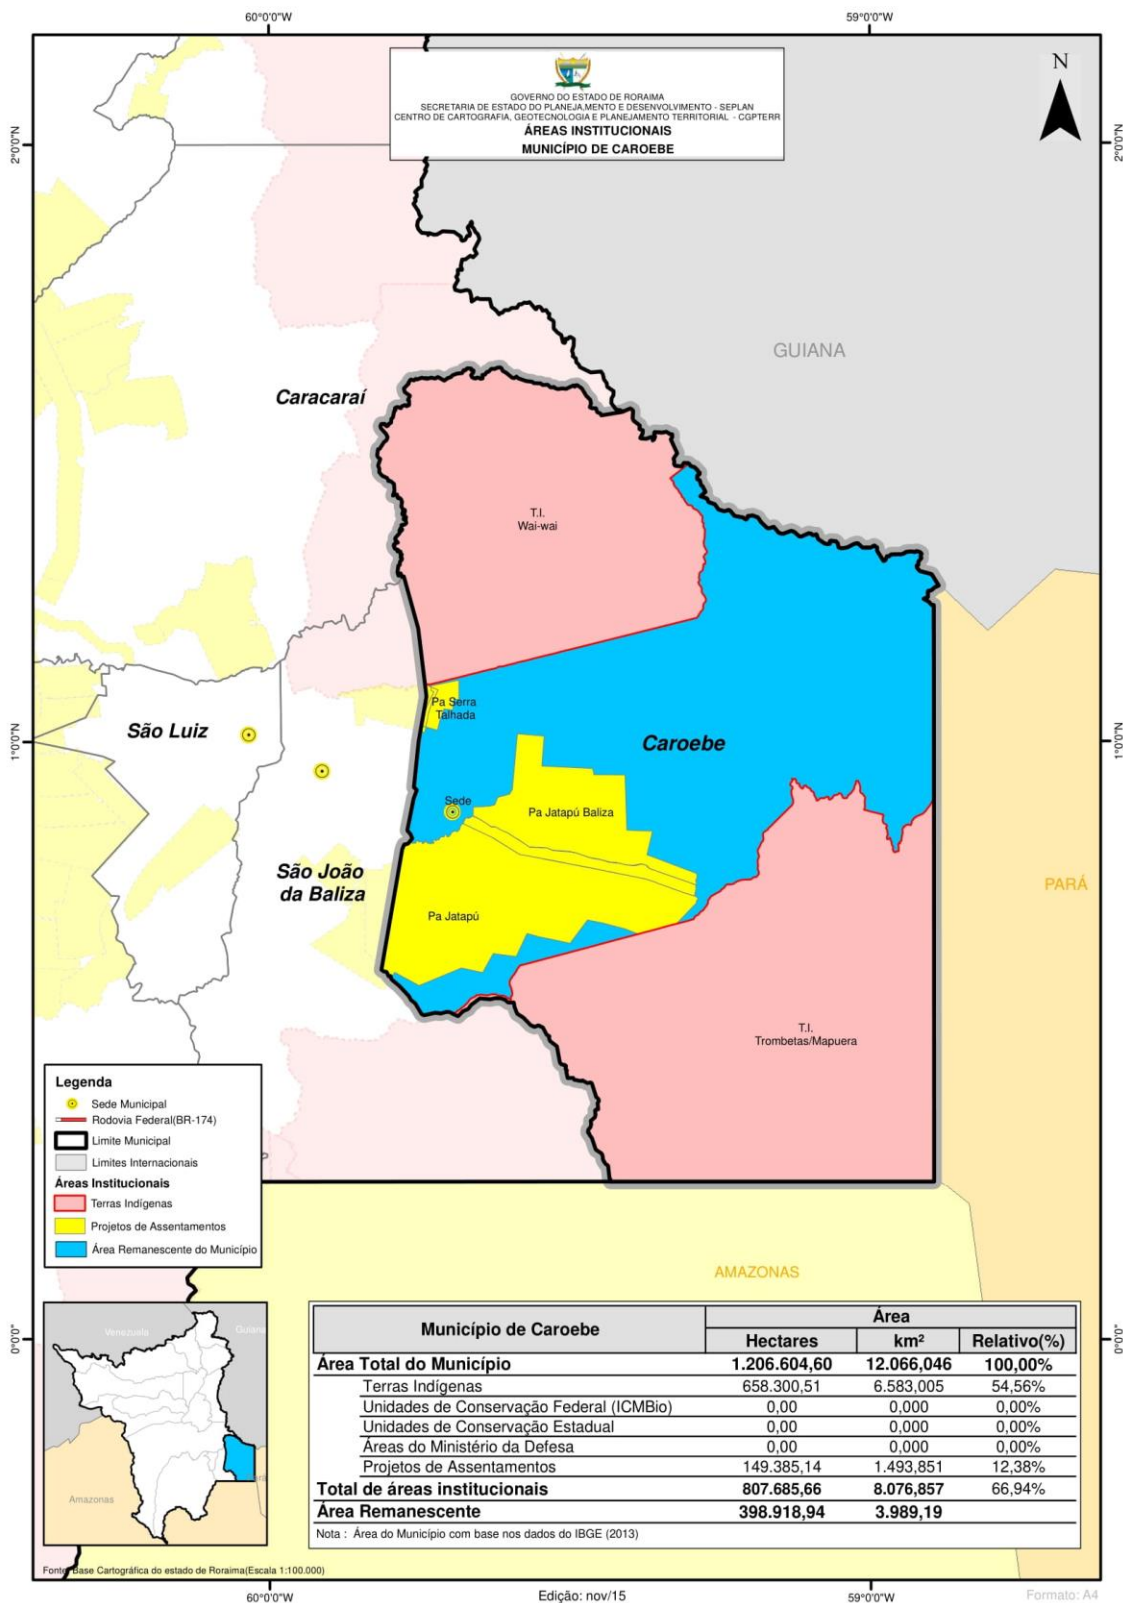 60°0'0"W
59°0'0"W
GOVERNO DO ESTADO DE RORAIMA
SECRETARIA DE ESTADO DO PLANEJA,MENTO E DESENVOLVIMENTO - SEPLAN
CENTRO DE CARTOGRAFIA, GEOTECNOLOGIA E PLANEJAMENTO TERRITORIAL - CGPTERR
ÁREAS INSTITUCIONAIS
MUNICÍPIO DE CAROEBE
N
2°0'0"N
2°0'0"N
GUIANA
Caracaraí
T.I.
Wai-wai
Pa Serra
Talhada
São Luiz
Caroebe
1°0'0"N
1°0'0"N
Sede
Pa Jatapú Baliza
São João
da Baliza
PARÁ
Pa Jatapú
T.I.
Trombetas/Mapuera
Legenda
Sede Municipal
Rodovia Federal(BR-174)
Limite Municipal
Limites Internacionais
Áreas Institucionais
Terras Indígenas
Projetos de Assentamentos
Área Remanescente do Município
AMAZONAS
0°0'0"
0°0'0"
Venezuela
Guiana
Amazonas
Município de Caroebe
Área
Hectares km² Relativo(%)
Área Total do Município 1.206.604,60 12.066,046 100,00%
Terras Indígenas 658.300,51 6.583,005 54,56%
Unidades de Conservação Federal (ICMBio) 0,00 0,000 0,00%
Unidades de Conservação Estadual 0,00 0,000 0,00%
Áreas do Ministério da Defesa 0,00 0,000 0,00%
Projetos de Assentamentos 149.385,14 1.493,851 12,38%
Total de áreas institucionais 807.685,66 8.076,857 66,94%
Área Remanescente 398.918,94 3.989,19
Nota : Área do Município com base nos dados do IBGE (2013)
Fonte: Base Cartográfica do estado de Roraima(Escala 1:100.000)
60°0'0"W
Edição: nov/15
59°0'0"W
Formato: A4